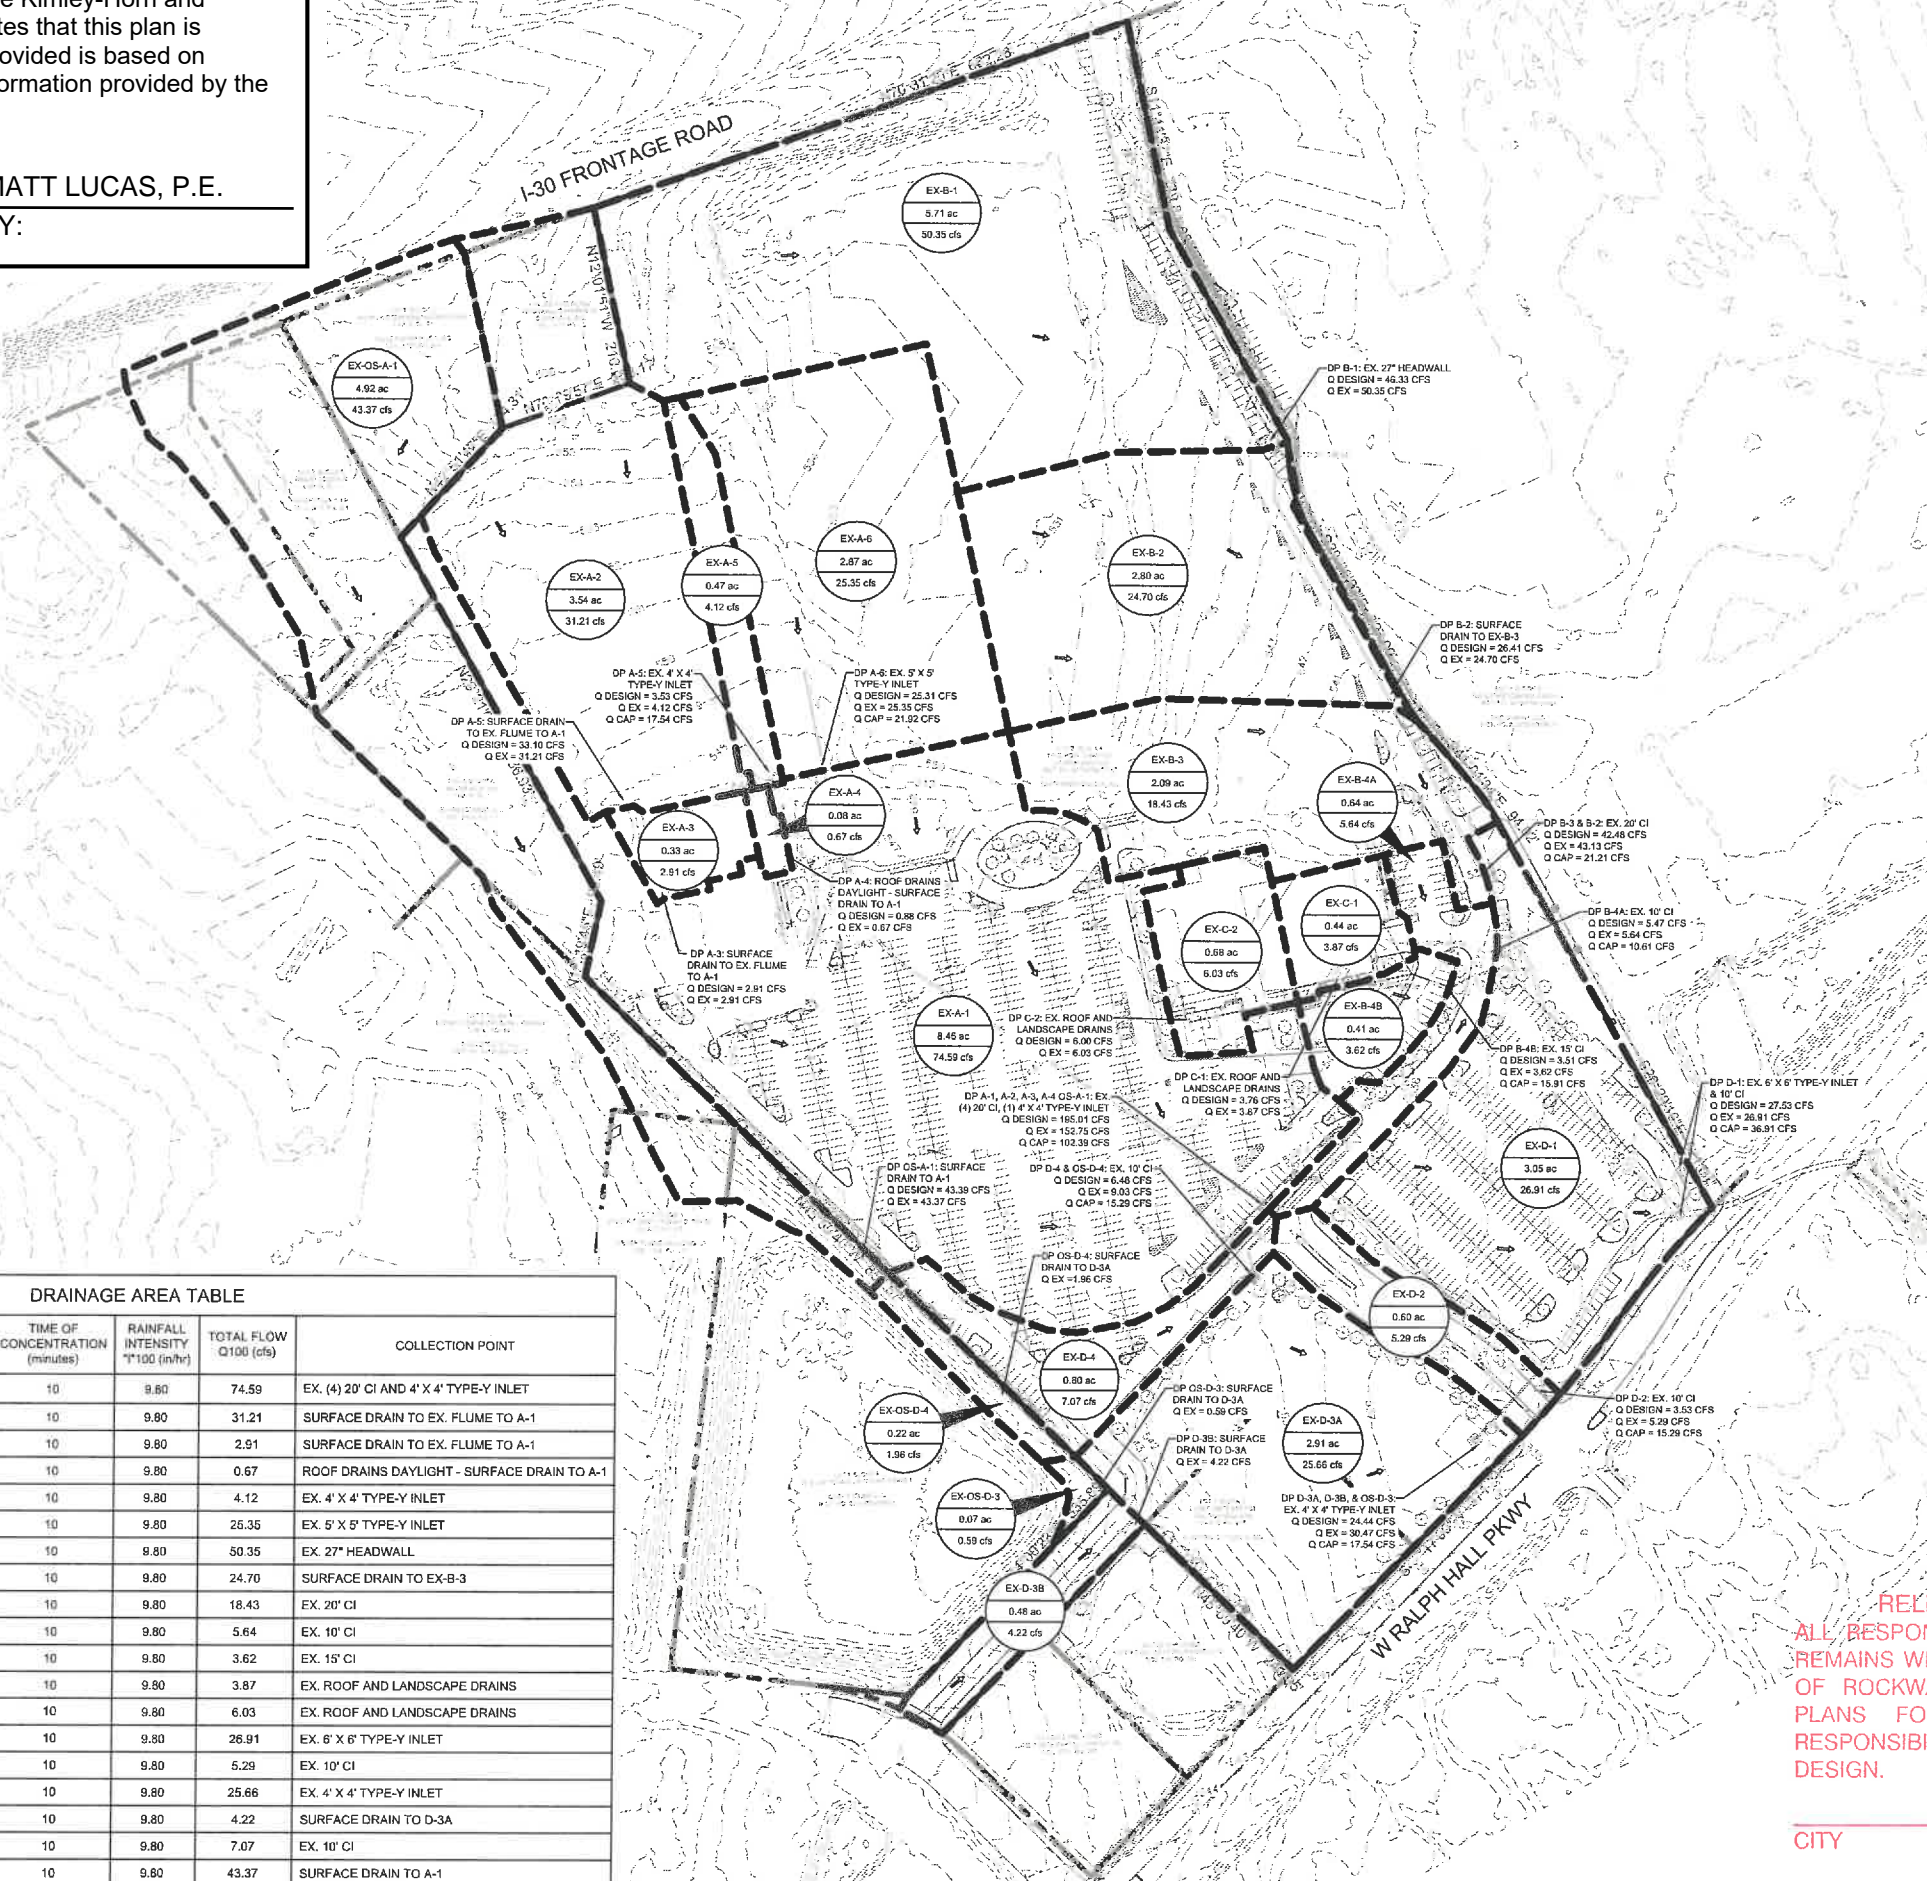 e Kimley-Horn and
tes that this plan is
ovided is based on
ormation provided by the
MATT LUCAS, P.E.
Y:
I-30 FRONTAGE ROAD
EX-B-1
5.71 ac
50.35 cfs
EX-OS-A-1
4.92 ac
43.37 cfs
DP B-1: EX. 27" HEADWALL
Q DESIGN = 46.33 CFS
Q EX = 50.35 CFS
EX-A-2
3.54 ac
31.21 cfs
EX-A-5
0.47 ac
4.12 cfs
EX-A-6
2.87 ac
25.35 cfs
EX-B-2
2.80 ac
24.70 cfs
DP B-2: SURFACE
DRAIN TO EX-B-3
Q DESIGN = 26.41 CFS
Q EX = 24.70 CFS
DP A-5: EX. 4' X 4'
TYPE-Y INLET
Q DESIGN = 3.53 CFS
Q EX = 4.12 CFS
Q CAP = 17.54 CFS
DP A-6: EX. 5' X 5'
TYPE-Y INLET
Q DESIGN = 25.31 CFS
Q EX = 25.35 CFS
Q CAP = 21.92 CFS
DP A-5: SURFACE DRAIN
TO EX. FLUME TO A-1
Q DESIGN = 33.10 CFS
Q EX = 31.21 CFS
EX-B-3
2.09 ac
18.43 cfs
EX-B-4A
0.64 ac
5.64 cfs
EX-A-4
0.08 ac
0.67 cfs
EX-A-3
0.33 ac
2.91 cfs
DP B-3 & B-2: EX. 20' CI
Q DESIGN = 42.48 CFS
Q EX = 43.13 CFS
Q CAP = 21.21 CFS
DP A-4: ROOF DRAINS
DAYLIGHT - SURFACE
DRAIN TO A-1
Q DESIGN = 0.88 CFS
Q EX = 0.67 CFS
EX-C-1
0.44 ac
3.87 cfs
EX-C-2
0.68 ac
6.03 cfs
DP B-4A: EX. 10' CI
Q DESIGN = 5.47 CFS
Q EX = 5.64 CFS
Q CAP = 10.61 CFS
DP A-3: SURFACE
DRAIN TO EX. FLUME
TO A-1
Q DESIGN = 2.91 CFS
Q EX = 2.91 CFS
EX-A-1
8.46 ac
74.59 cfs
DP C-2: EX. ROOF AND
LANDSCAPE DRAINS
Q DESIGN = 6.00 CFS
Q EX = 6.03 CFS
EX-B-4B
0.41 ac
3.62 cfs
DP B-4B: EX. 15' CI
Q DESIGN = 3.51 CFS
Q EX = 3.62 CFS
Q CAP = 15.91 CFS
DP C-1: EX. ROOF AND
LANDSCAPE DRAINS
Q DESIGN = 3.76 CFS
Q EX = 3.87 CFS
DP D-1: EX. 6' X 6' TYPE-Y INLET
& 10' CI
Q DESIGN = 27.53 CFS
Q EX = 26.91 CFS
Q CAP = 36.91 CFS
DP A-1, A-2, A-3, A-4 OS-A-1: EX.
(4) 20' CI, (1) 4' X 4' TYPE-Y INLET
Q DESIGN = 185.01 CFS
Q EX = 152.75 CFS
Q CAP = 102.39 CFS
EX-D-1
3.05 ac
26.91 cfs
DP OS-A-1: SURFACE
DRAIN TO A-1
Q DESIGN = 43.39 CFS
Q EX = 43.37 CFS
DP D-4 & OS-D-4: EX. 10' CI
Q DESIGN = 6.48 CFS
Q EX = 9.03 CFS
Q CAP = 15.29 CFS
DP OS-D-4: SURFACE
DRAIN TO D-3A
Q EX =1.96 CFS
EX-D-2
0.60 ac
5.29 cfs
EX-D-4
0.80 ac
7.07 cfs
DP OS-D-3: SURFACE
DRAIN TO D-3A
Q EX = 0.59 CFS
EX-OS-D-4
0.22 ac
1.96 cfs
DP D-3B: SURFACE
DRAIN TO D-3A
Q EX = 4.22 CFS
EX-D-3A
2.91 ac
25.66 cfs
DP D-2: EX. 10' CI
Q DESIGN = 3.53 CFS
Q EX = 5.29 CFS
Q CAP = 15.29 CFS
EX-OS-D-3
0.07 ac
0.59 cfs
DP D-3A, D-3B, & OS-D-3:
EX. 4' X 4' TYPE-Y INLET
Q DESIGN = 24.44 CFS
Q EX = 30.47 CFS
Q CAP = 17.54 CFS
EX-D-3B
0.48 ac
4.22 cfs
W RALPH HALL PKWY
DRAINAGE AREA TABLE
TIME OF CONCENTRATION (minutes) RAINFALL INTENSITY "I"100 (in/hr) TOTAL FLOW Q100 (cfs) COLLECTION POINT
10 9.80 74.59 EX. (4) 20' CI AND 4' X 4' TYPE-Y INLET
10 9.80 31.21 SURFACE DRAIN TO EX. FLUME TO A-1
10 9.80 2.91 SURFACE DRAIN TO EX. FLUME TO A-1
10 9.80 0.67 ROOF DRAINS DAYLIGHT - SURFACE DRAIN TO A-1
10 9.80 4.12 EX. 4' X 4' TYPE-Y INLET
10 9.80 25.35 EX. 5' X 5' TYPE-Y INLET
10 9.80 50.35 EX. 27" HEADWALL
10 9.80 24.70 SURFACE DRAIN TO EX-B-3
10 9.80 18.43 EX. 20' CI
10 9.80 5.64 EX. 10' CI
10 9.80 3.62 EX. 15' CI
10 9.80 3.87 EX. ROOF AND LANDSCAPE DRAINS
10 9.80 6.03 EX. ROOF AND LANDSCAPE DRAINS
10 9.80 26.91 EX. 6' X 6' TYPE-Y INLET
10 9.80 5.29 EX. 10' CI
10 9.80 25.66 EX. 4' X 4' TYPE-Y INLET
10 9.80 4.22 SURFACE DRAIN TO D-3A
10 9.80 7.07 EX. 10' CI
10 9.80 43.37 SURFACE DRAIN TO A-1
RELI
ALL RESPON
REMAINS WI
OF ROCKWA
PLANS FO
RESPONSIBI
DESIGN.
CITY